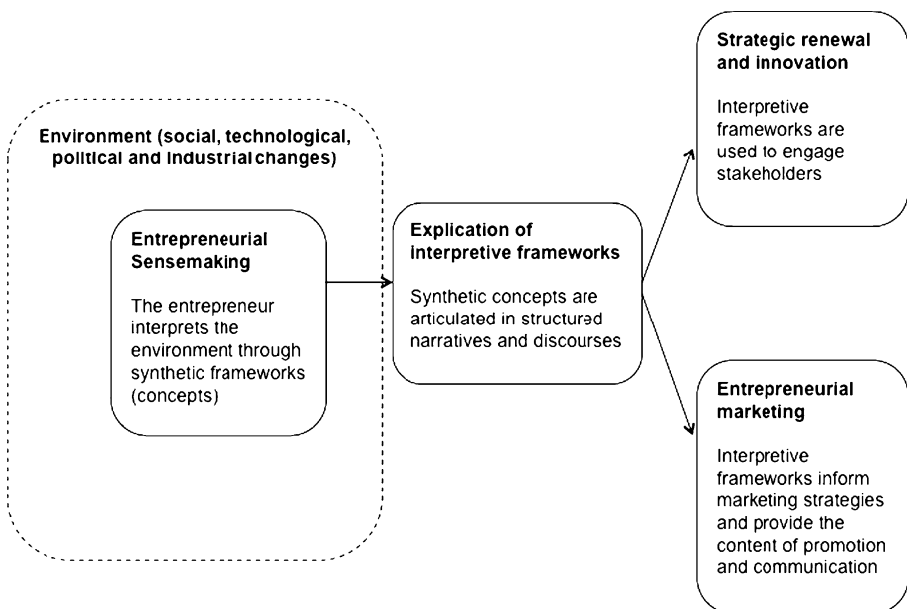 Environment (social, technological,
political and industrial changes)
Entrepreneurial
Sensemaking
The entrepreneur
interprets the
environment through
synthetic frameworks
(concepts)
Explication of
interpretive frameworks
Synthetic concepts are
articulated in structured
narratives and discourses
Strategic renewal
and innovation
Interpretive
frameworks are
used to engage
stakeholders
Entrepreneurial
marketing
Interpretive
frameworks inform
marketing strategies
and provide the
content of promotion
and communication